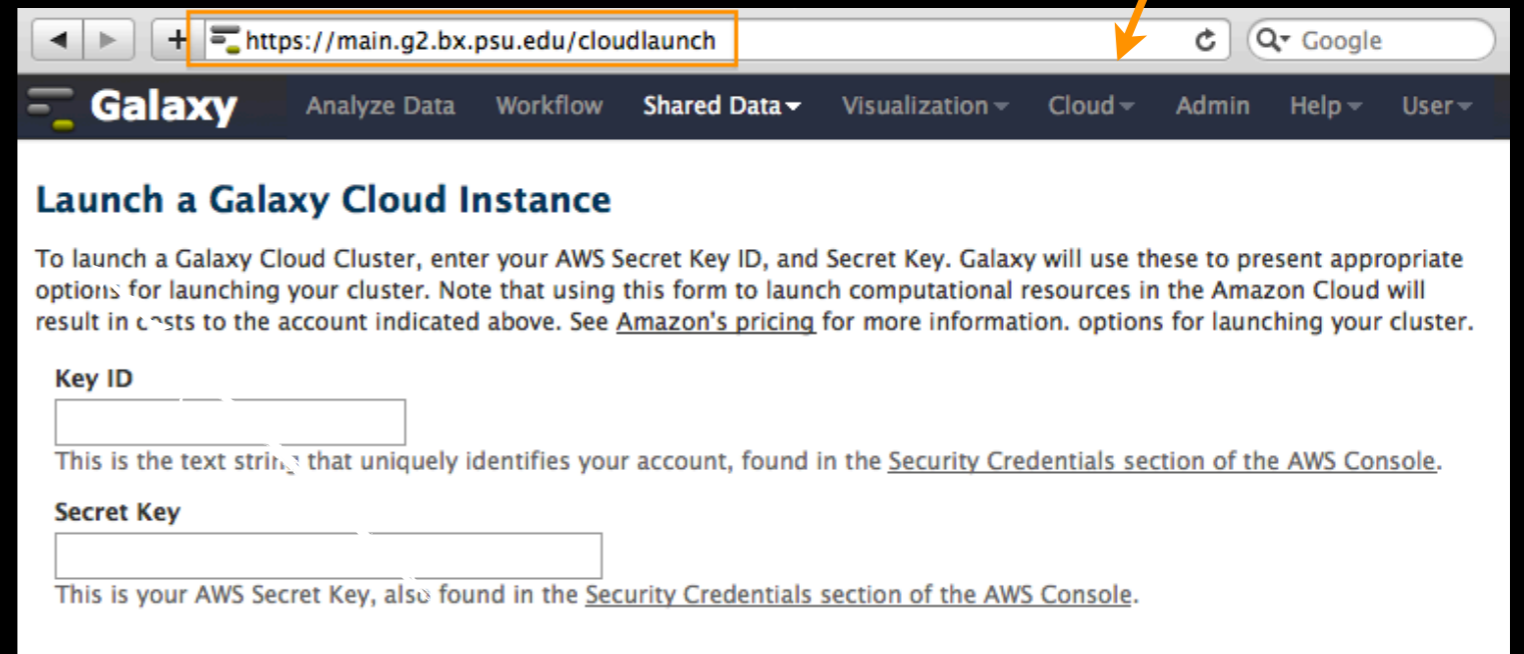 https://main.g2.bx.psu.edu/cloudlaunch
Google
Galaxy Analyze Data Workflow Shared Data Visualization Cloud Admin Help User
Launch a Galaxy Cloud Instance
To launch a Galaxy Cloud Cluster, enter your AWS Secret Key ID, and Secret Key. Galaxy will use these to present appropriate
options for launching your cluster. Note that using this form to launch computational resources in the Amazon Cloud will
result in costs to the account indicated above. See Amazon's pricing for more information. options for launching your cluster.
Key ID
This is the text string that uniquely identifies your account, found in the Security Credentials section of the AWS Console.
Secret Key
This is your AWS Secret Key, also found in the Security Credentials section of the AWS Console.